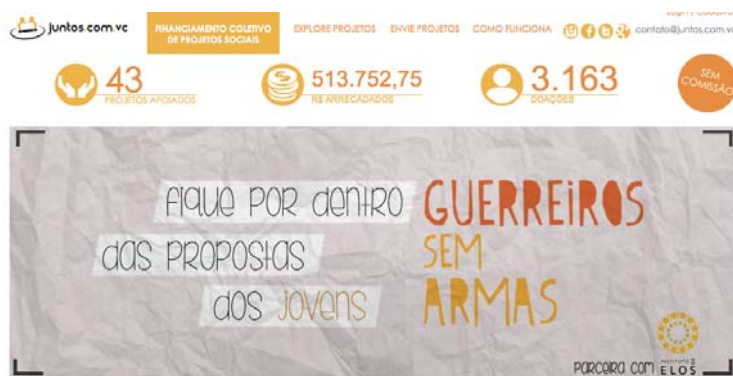 juntos.com.vc
FINANCIAMENTO COLETIVO
DE PROJETOS SOCIAIS
EXPLORE PROJETOS
ENVIE PROJETOS
COMO FUNCIONA
contato@juntos.com.vc
43
PROJETOS APOIADOS
513.752,75
R$ ARRECADADOS
3.163
DOAÇÕES
SEM
COMISSÃO
FIQUE POR DENTRO
DAS PROPOSTAS
DOS JOVENS
GUERREIROS
SEM
ARMAS
PARCERIA COM
INSTITUTO
ELOS